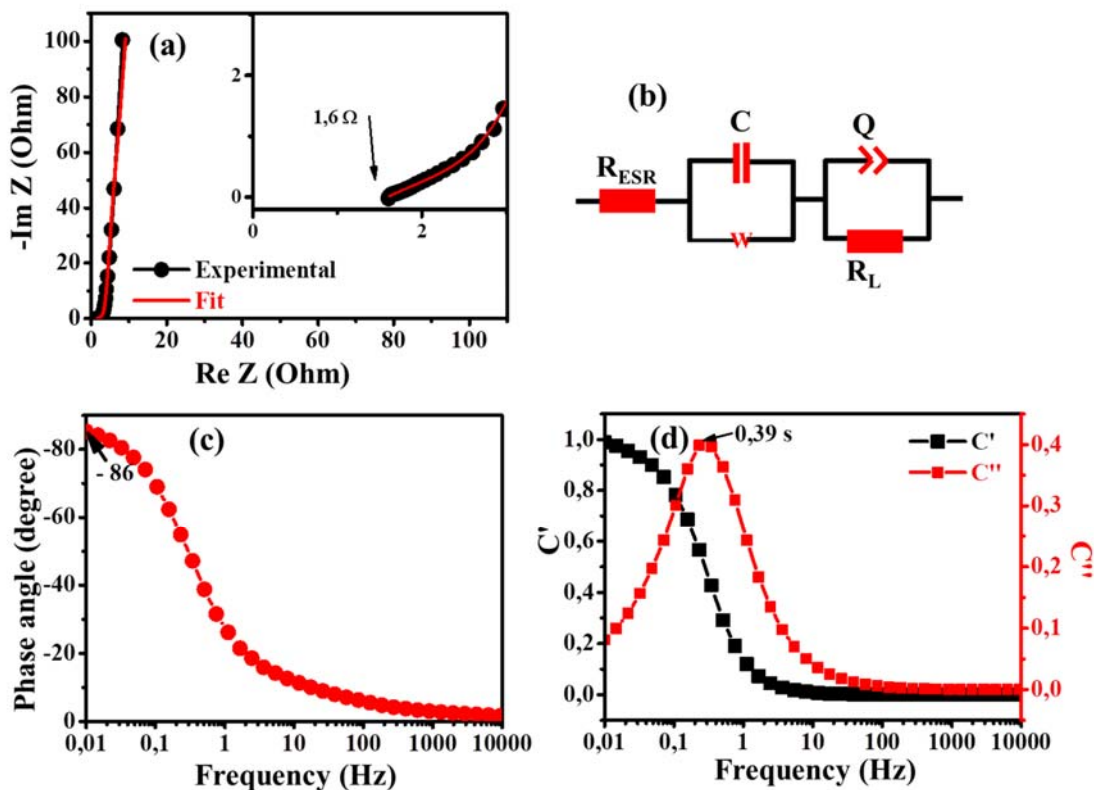 (a)
100
80
60
40
20
0
-Im Z (Ohm)
0 20 40 60 80 100
Re Z (Ohm)
Experimental
Fit
2
1
0
0 2
1,6 Ω
(b)
R_ESR
C
W
Q
R_L
(c)
-80
-60
-40
-20
0
Phase angle (degree)
- 86
0,01 0,1 1 10 100 1000 10000
Frequency (Hz)
(d)
0,39 s
C'
C''
1,0
0,8
0,6
0,4
0,2
0,0
C'
0,4
0,3
0,2
0,1
0,0
C''
0,01 0,1 1 10 100 1000 10000
Frequency (Hz)